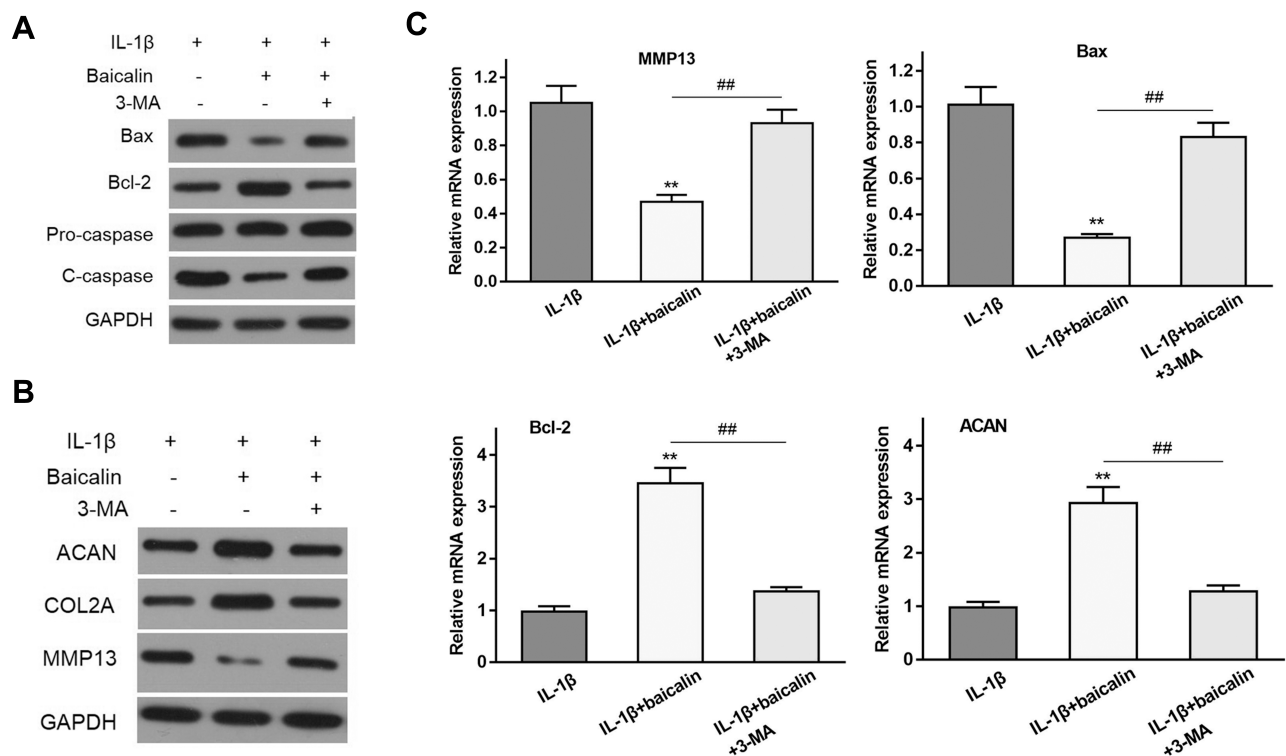 A
IL-1β + + +
Baicalin - + +
3-MA - - +
Bax
Bcl-2
Pro-caspase
C-caspase
GAPDH
B
IL-1β + + +
Baicalin - + +
3-MA - - +
ACAN
COL2A
MMP13
GAPDH
C
MMP13
Relative mRNA expression
1.2
1.0
0.8
0.6
0.4
0.2
0.0
**
##
IL-1β
IL-1β+baicalin
IL-1β+baicalin
+3-MA
Bax
Relative mRNA expression
1.2
1.0
0.8
0.6
0.4
0.2
0.0
**
##
IL-1β
IL-1β+baicalin
IL-1β+baicalin
+3-MA
Bcl-2
Relative mRNA expression
4
3
2
1
0
**
##
IL-1β
IL-1β+baicalin
IL-1β+baicalin
+3-MA
ACAN
Relative mRNA expression
4
3
2
1
0
**
##
IL-1β
IL-1β+baicalin
IL-1β+baicalin
+3-MA